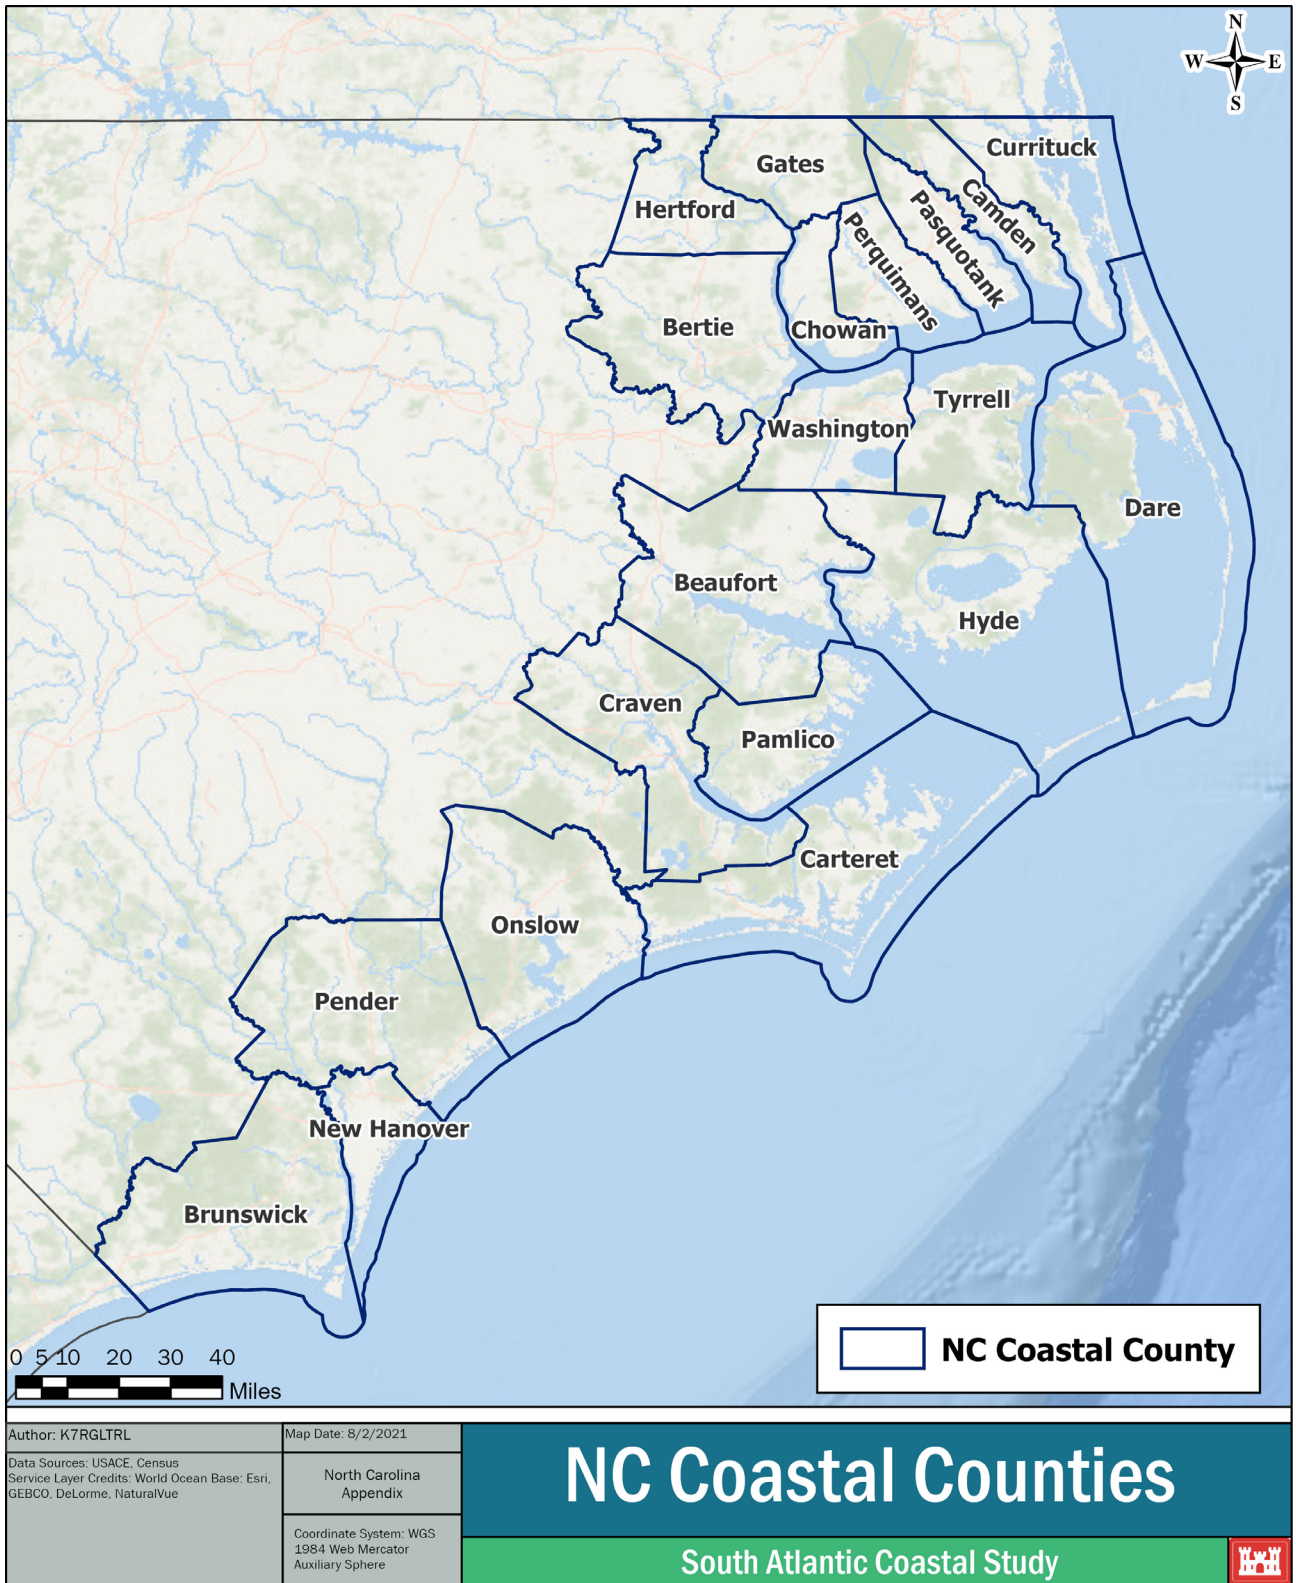 N
W E
S
Currituck
Gates
Camden
Hertford
Pasquotank
Perquimans
Bertie
Chowan
Tyrrell
Washington
Dare
Beaufort
Hyde
Craven
Pamlico
Carteret
Onslow
Pender
New Hanover
Brunswick
0 5 10 20 30 40
Miles
NC Coastal County
Author: K7RGLTRL
Data Sources: USACE, Census
Service Layer Credits: World Ocean Base: Esri,
GEBCO, DeLorme, NaturalVue
Map Date: 8/2/2021
North Carolina
Appendix
Coordinate System: WGS
1984 Web Mercator
Auxiliary Sphere
NC Coastal Counties
South Atlantic Coastal Study